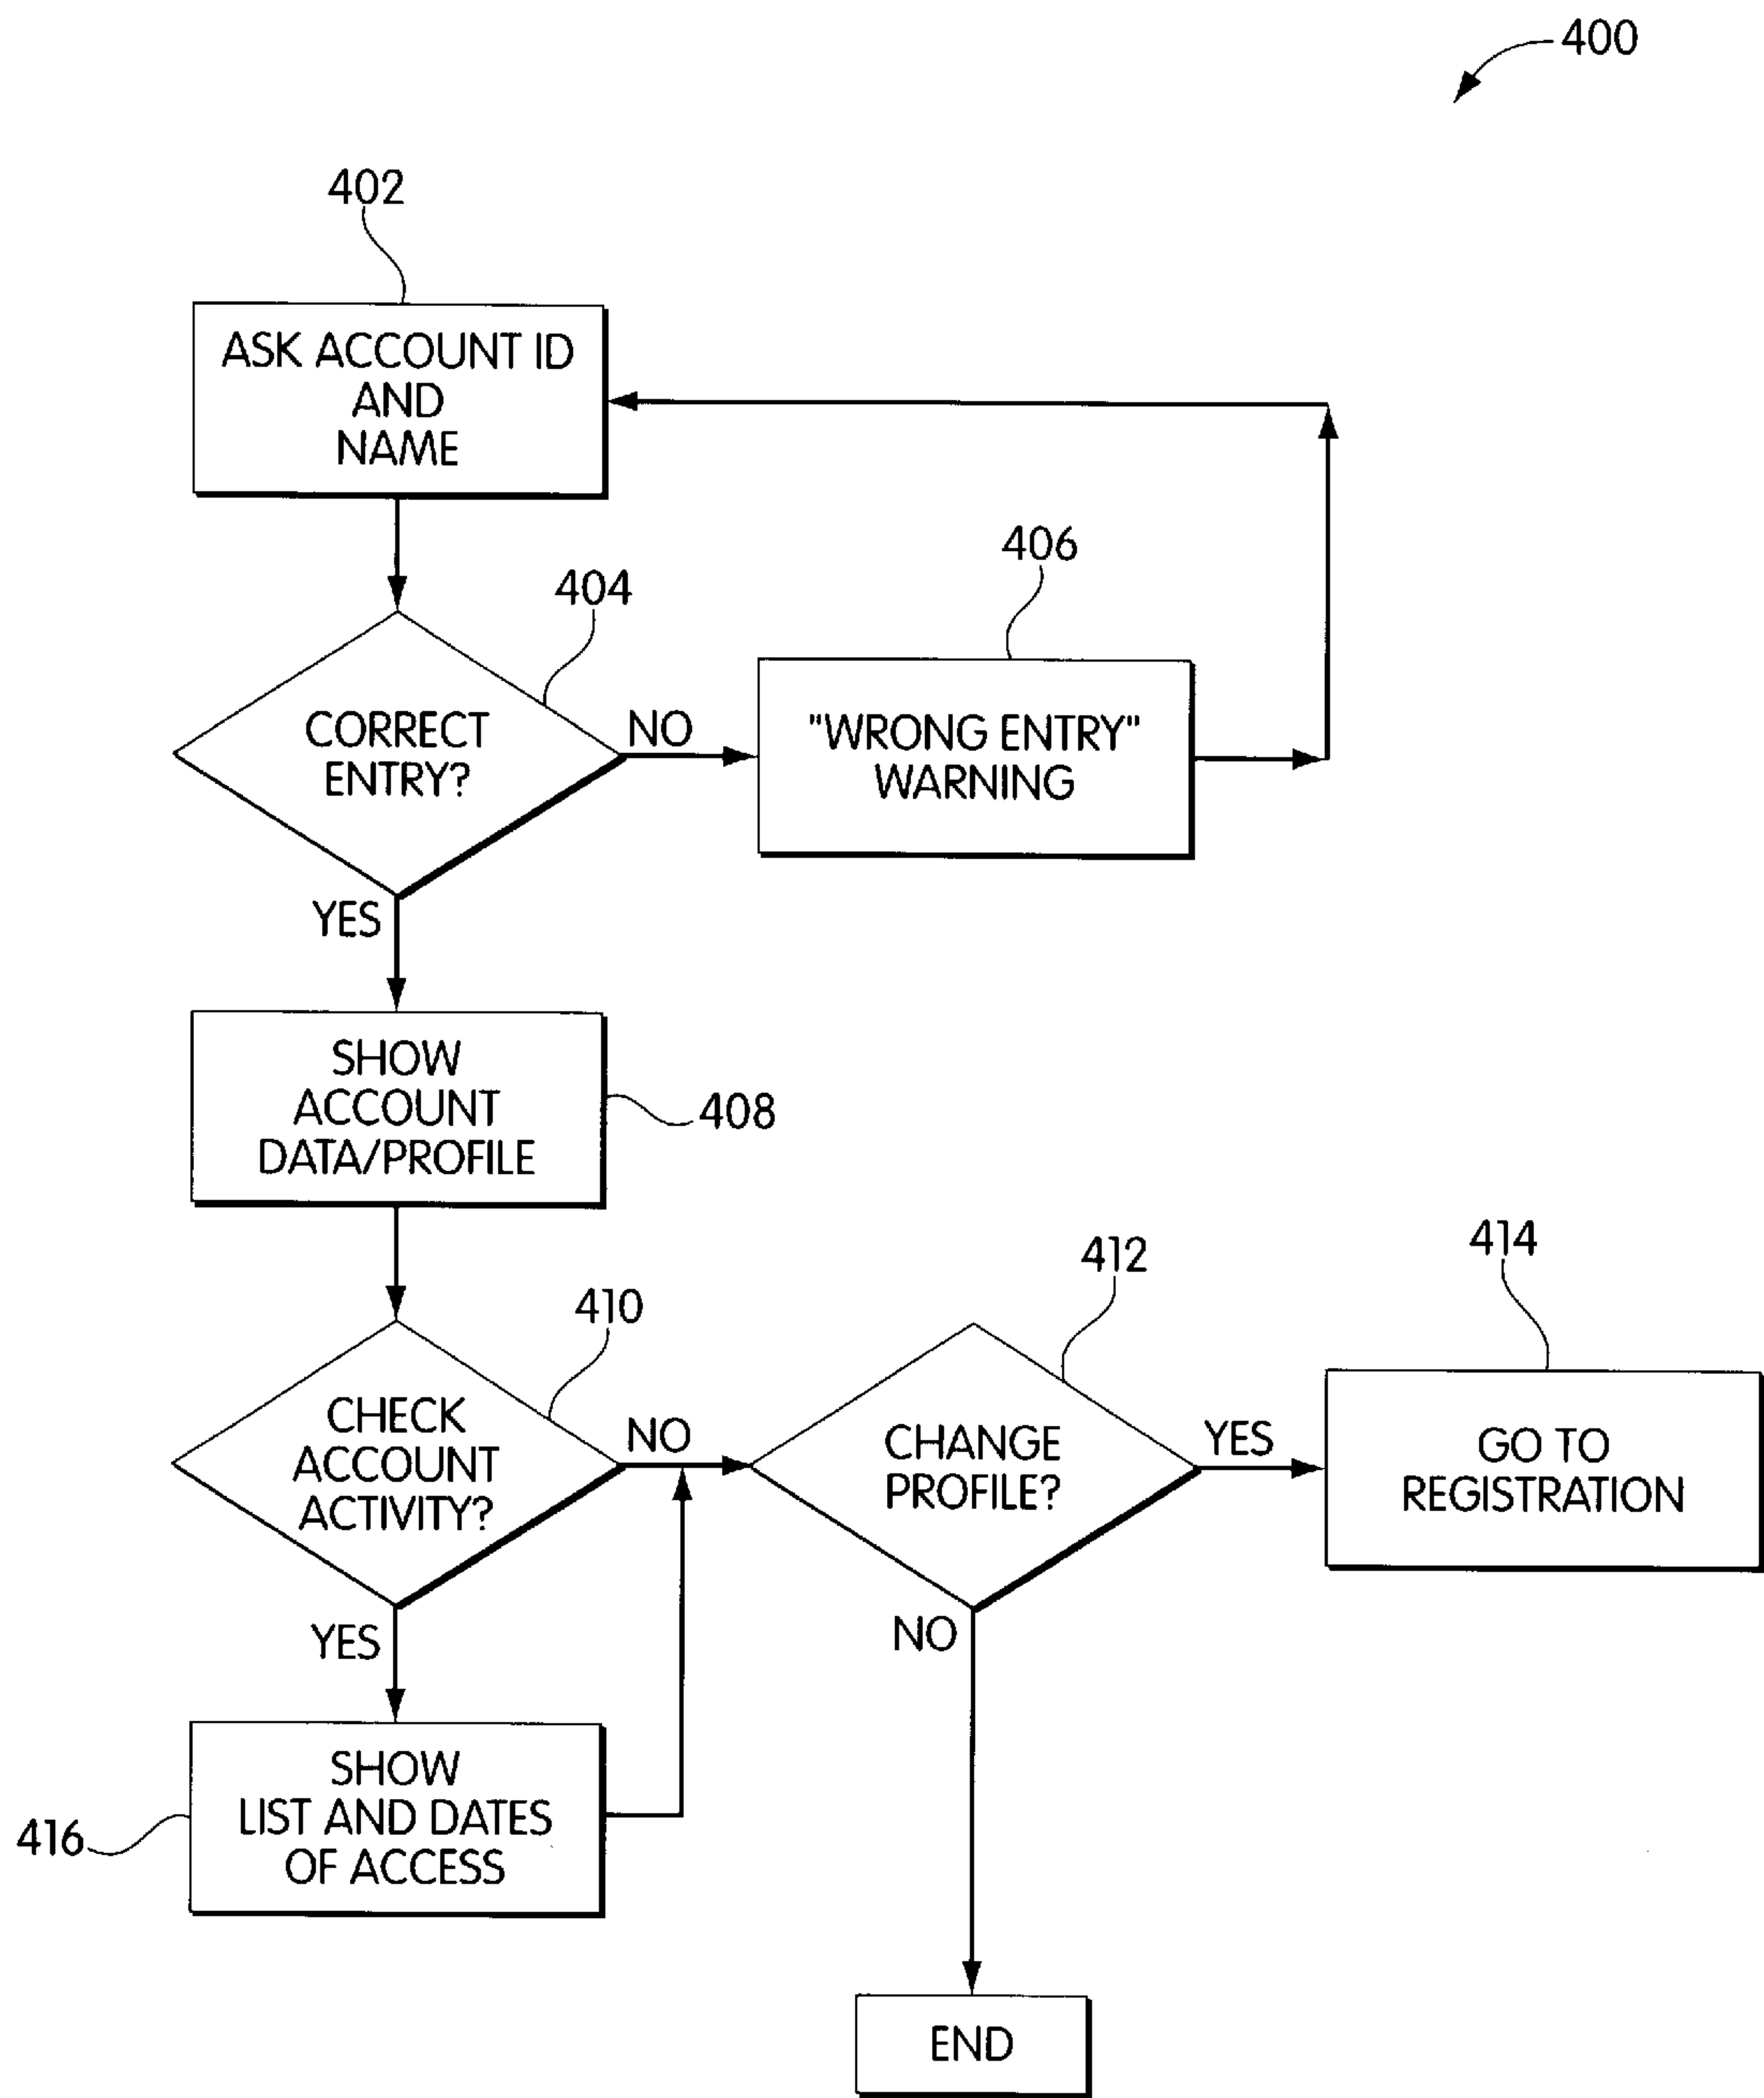 400
402
ASK ACCOUNT ID
AND
NAME
404
CORRECT
ENTRY?
NO
406
"WRONG ENTRY"
WARNING
YES
SHOW
ACCOUNT
DATA/PROFILE
408
410
CHECK
ACCOUNT
ACTIVITY?
NO
412
CHANGE
PROFILE?
YES
414
GO TO
REGISTRATION
YES
NO
416
SHOW
LIST AND DATES
OF ACCESS
END